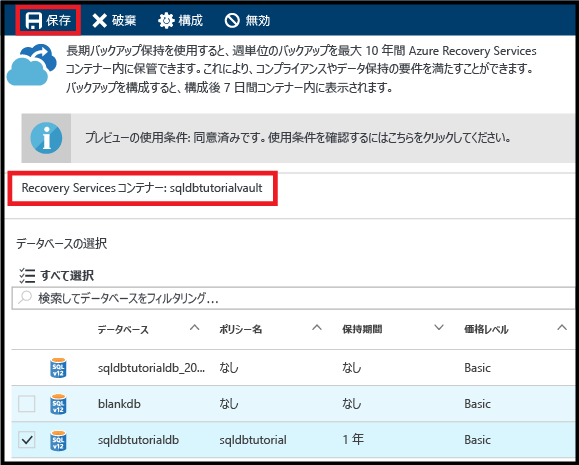 保存 破棄 構成 無効
長期バックアップ保持を使用すると、週単位のバックアップを最大 10 年間 Azure Recovery Services
コンテナー内に保管できます。これにより、コンプライアンスやデータ保持の要件を満たすことができます。
バックアップを構成すると、構成後 7 日間コンテナー内に表示されます。
プレビューの使用条件: 同意済みです。使用条件を確認するにはこちらをクリックしてください。
Recovery Services コンテナー: sqldbtutorialvault
データベースの選択
すべて選択
検索してデータベースをフィルタリング...
データベース ポリシー名 保持期間 価格レベル
SQL v12 sqldbtutorialdb_20... なし なし Basic
SQL v12 blankdb なし なし Basic
SQL v12 sqldbtutorialdb sqldbtutorial 1 年 Basic